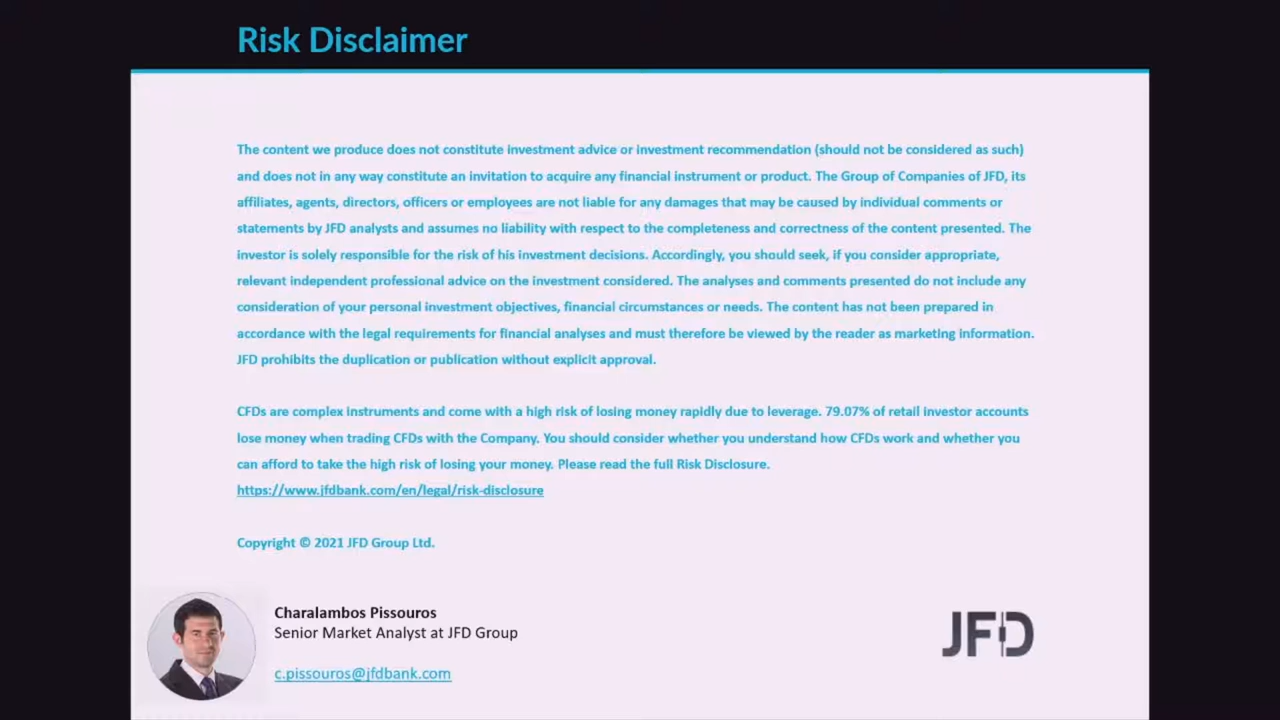 Risk Disclaimer
The content we produce does not constitute investment advice or investment recommendation (should not be considered as such)
and does not in any way constitute an invitation to acquire any financial instrument or product. The Group of Companies of JFD, its
affiliates, agents, directors, officers or employees are not liable for any damages that may be caused by individual comments or
statements by JFD analysts and assumes no liability with respect to the completeness and correctness of the content presented. The
investor is solely responsible for the risk of his investment decisions. Accordingly, you should seek, if you consider appropriate,
relevant independent professional advice on the investment considered. The analyses and comments presented do not include any
consideration of your personal investment objectives, financial circumstances or needs. The content has not been prepared in
accordance with the legal requirements for financial analyses and must therefore be viewed by the reader as marketing information.
JFD prohibits the duplication or publication without explicit approval.
CFDs are complex instruments and come with a high risk of losing money rapidly due to leverage. 79.07% of retail investor accounts
lose money when trading CFDs with the Company. You should consider whether you understand how CFDs work and whether you
can afford to take the high risk of losing your money. Please read the full Risk Disclosure.
https://www.jfdbank.com/en/legal/risk-disclosure
Copyright © 2021 JFD Group Ltd.
Charalambos Pissouros
Senior Market Analyst at JFD Group
c.pissouros@jfdbank.com
JFD